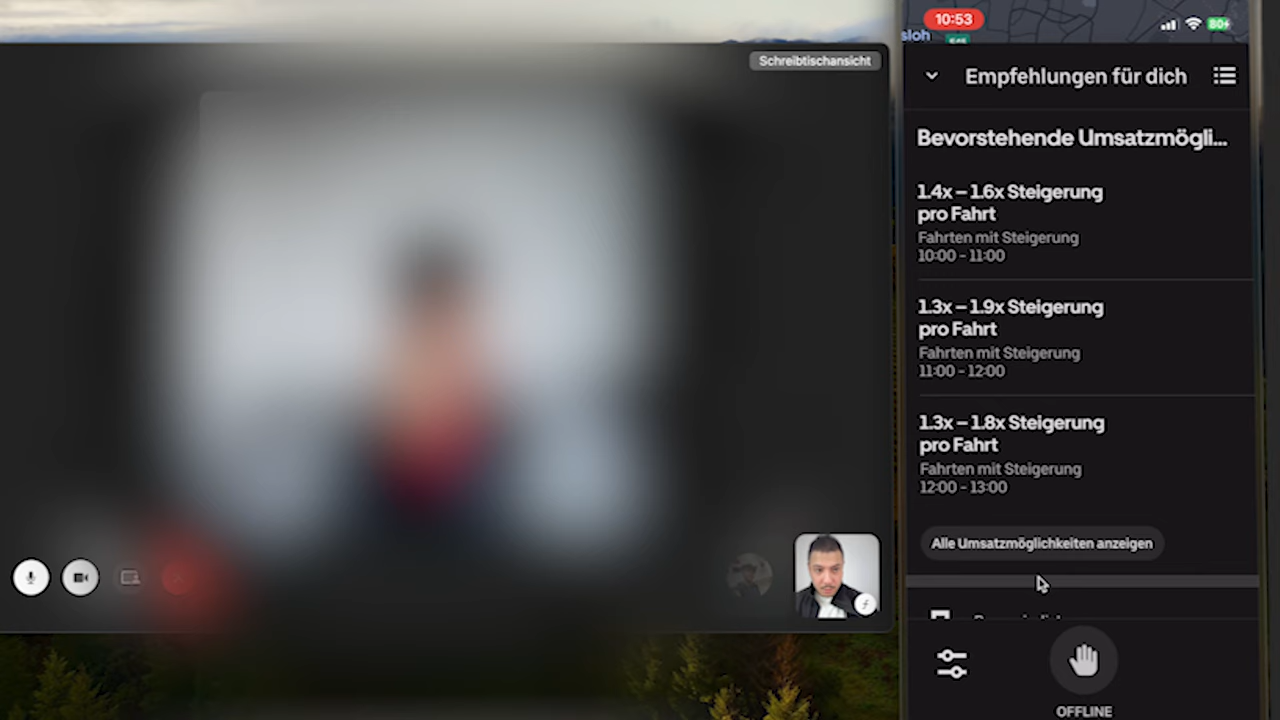 Schreibtischansicht
10:53
80
sloh
Empfehlungen für dich
Bevorstehende Umsatzmögli...
1.4x – 1.6x Steigerung
pro Fahrt
Fahrten mit Steigerung
10:00 - 11:00
1.3x – 1.9x Steigerung
pro Fahrt
Fahrten mit Steigerung
11:00 - 12:00
1.3x – 1.8x Steigerung
pro Fahrt
Fahrten mit Steigerung
12:00 - 13:00
Alle Umsatzmöglichkeiten anzeigen
OFFLINE